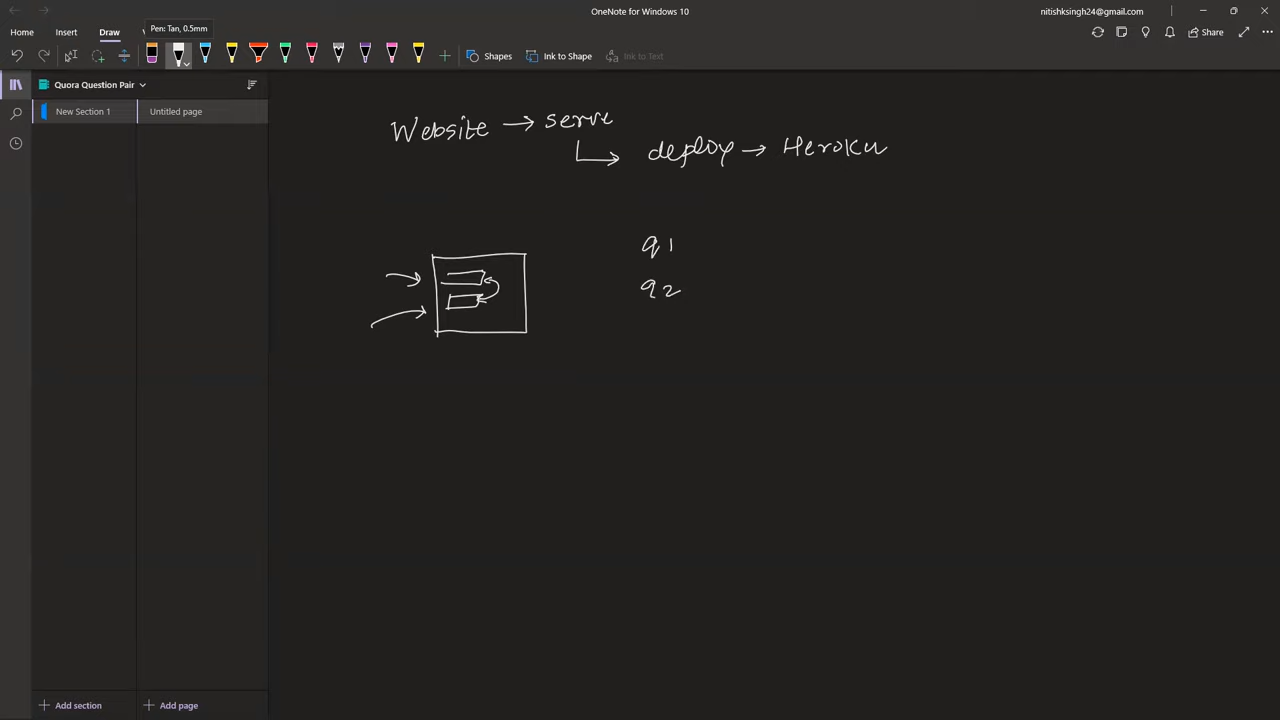 OneNote for Windows 10
nitishksingh24@gmail.com
Pen: Tan, 0.5mm
Home
Insert
Draw
Share
Shapes
Ink to Shape
Ink to Text
Quora Question Pair
New Section 1
Untitled page
Website → serve
deploy → Heroku
q1
q2
Add section
Add page